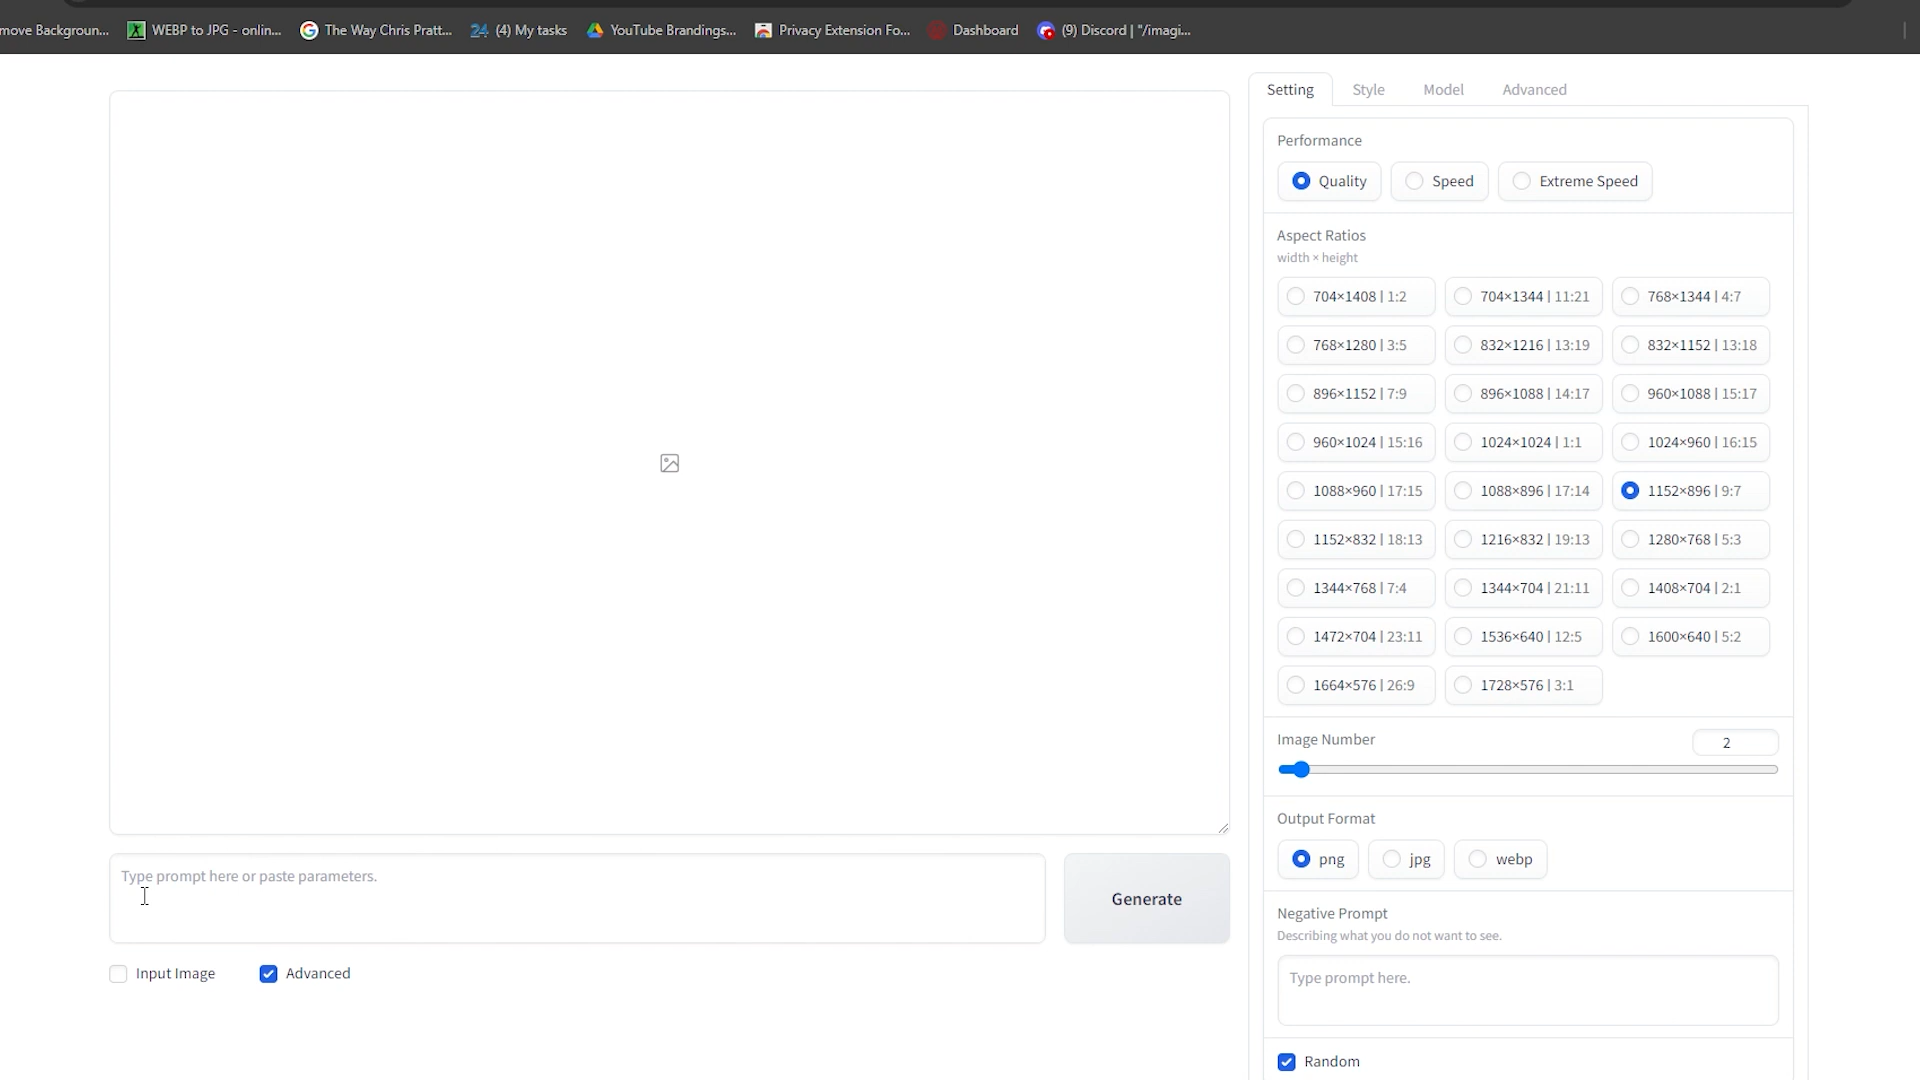 move Backgroun... WEBP to JPG - onlin... The Way Chris Pratt... 24 (4) My tasks YouTube Brandings... Privacy Extension Fo... Dashboard (9) Discord | "/imagi...
Setting Style Model Advanced
Performance
Quality Speed Extreme Speed
Aspect Ratios
width × height
704×1408 | 1:2 704×1344 | 11:21 768×1344 | 4:7
768×1280 | 3:5 832×1216 | 13:19 832×1152 | 13:18
896×1152 | 7:9 896×1088 | 14:17 960×1088 | 15:17
960×1024 | 15:16 1024×1024 | 1:1 1024×960 | 16:15
1088×960 | 17:15 1088×896 | 17:14 1152×896 | 9:7
1152×832 | 18:13 1216×832 | 19:13 1280×768 | 5:3
1344×768 | 7:4 1344×704 | 21:11 1408×704 | 2:1
1472×704 | 23:11 1536×640 | 12:5 1600×640 | 5:2
1664×576 | 26:9 1728×576 | 3:1
Image Number 2
Output Format
png jpg webp
Negative Prompt
Describing what you do not want to see.
Type prompt here.
Random
Type prompt here or paste parameters.
Generate
Input Image Advanced